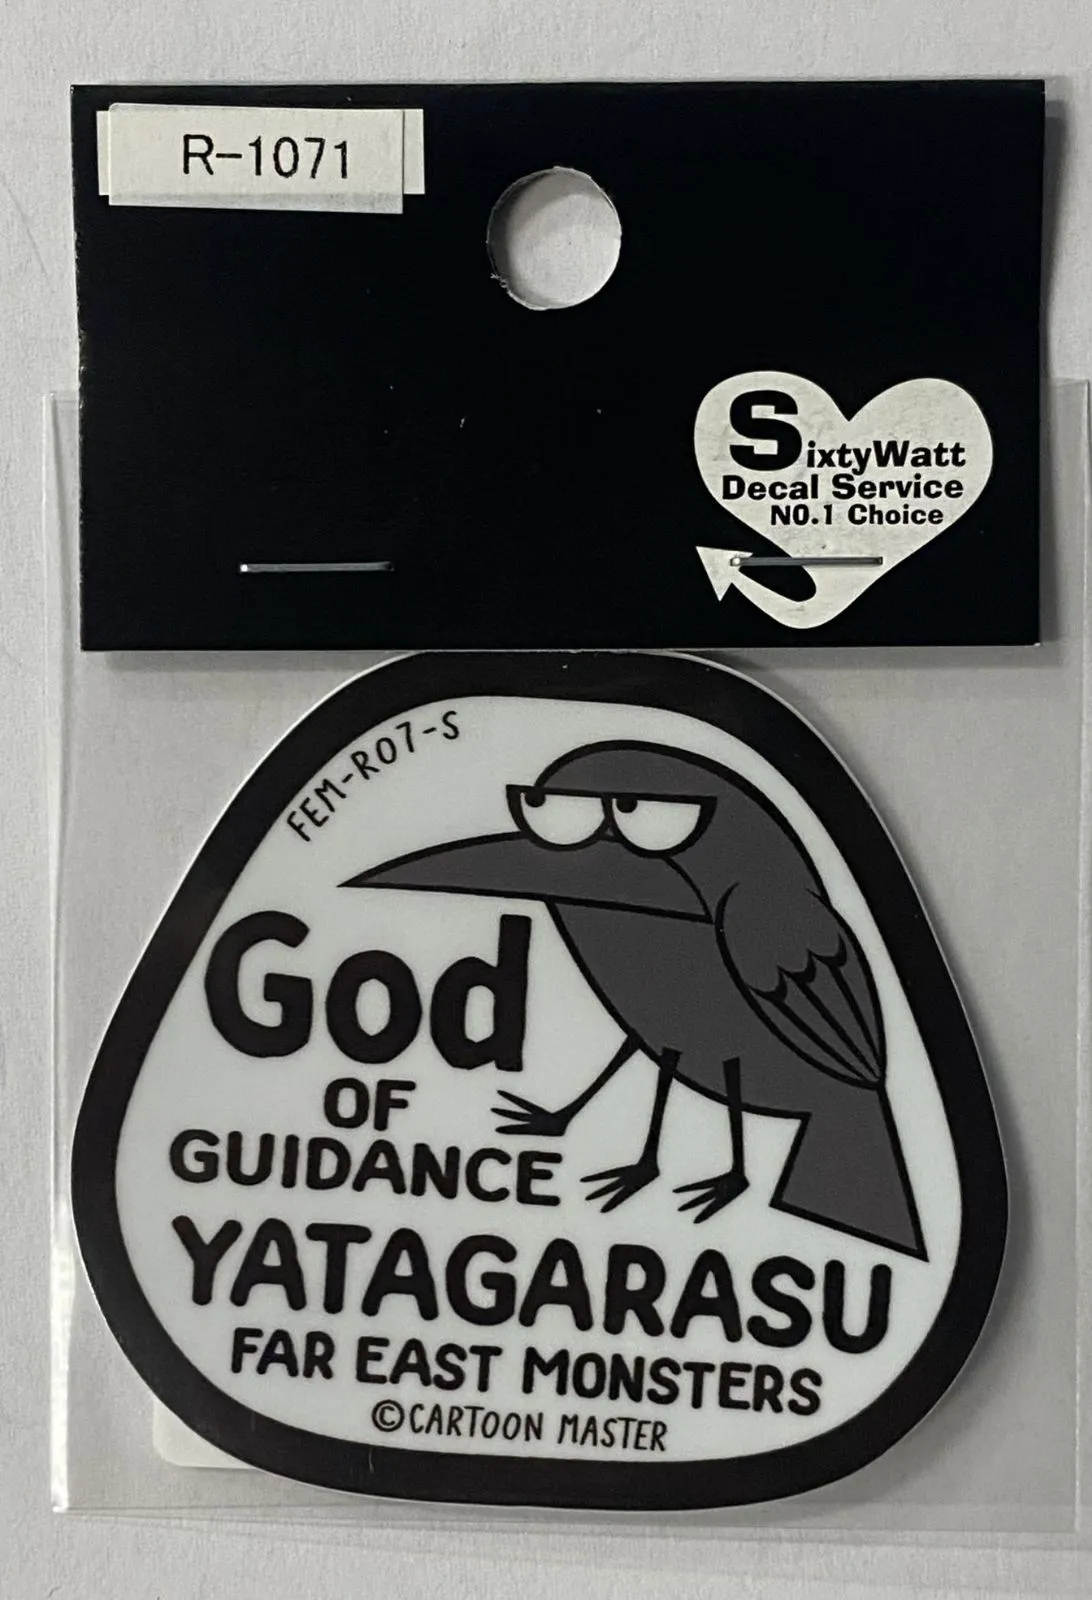 R-1071
SixtyWatt
Decal Service
NO.1 Choice
FEM-R07-S
God
OF
GUIDANCE
YATAGARASU
FAR EAST MONSTERS
©CARTOON MASTER